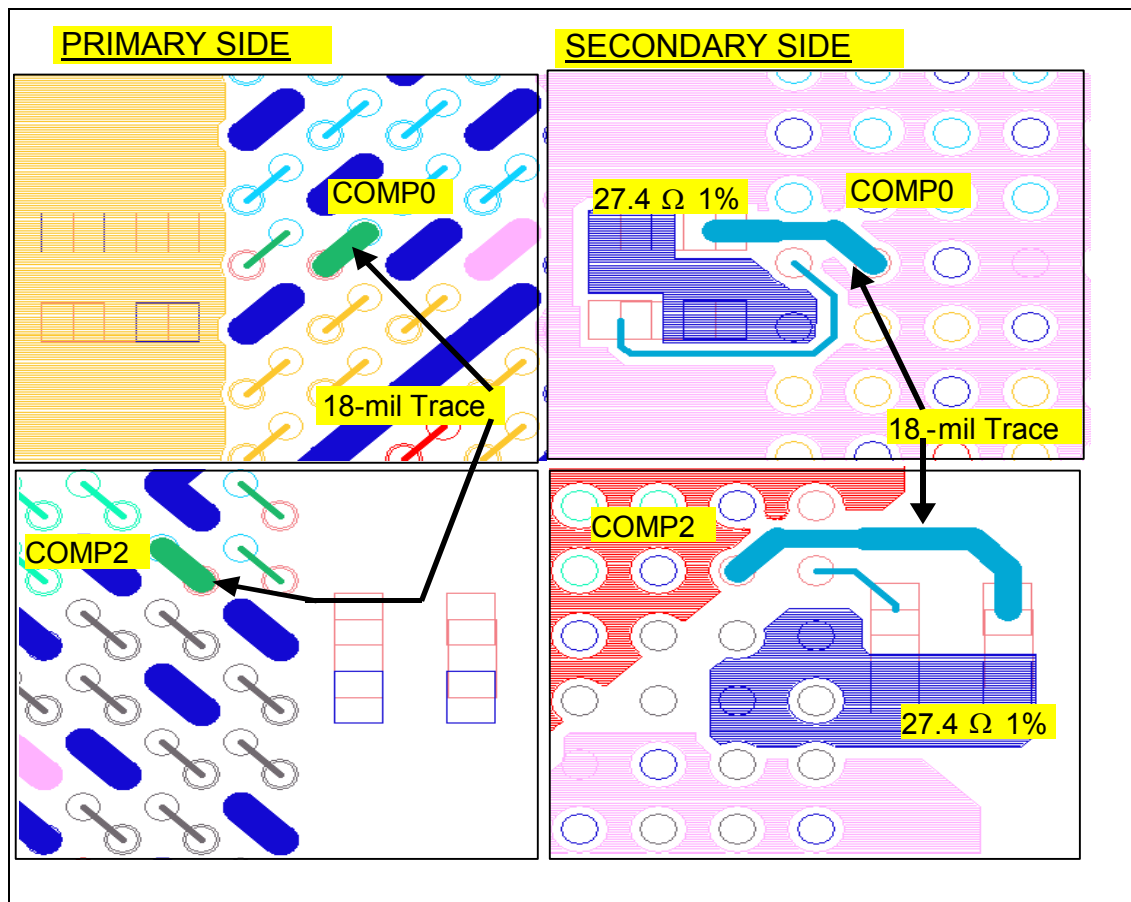 PRIMARY SIDE
SECONDARY SIDE
COMP0
27.4 Ω 1%
COMP0
18-mil Trace
18 -mil Trace
COMP2
COMP2
27.4 Ω 1%